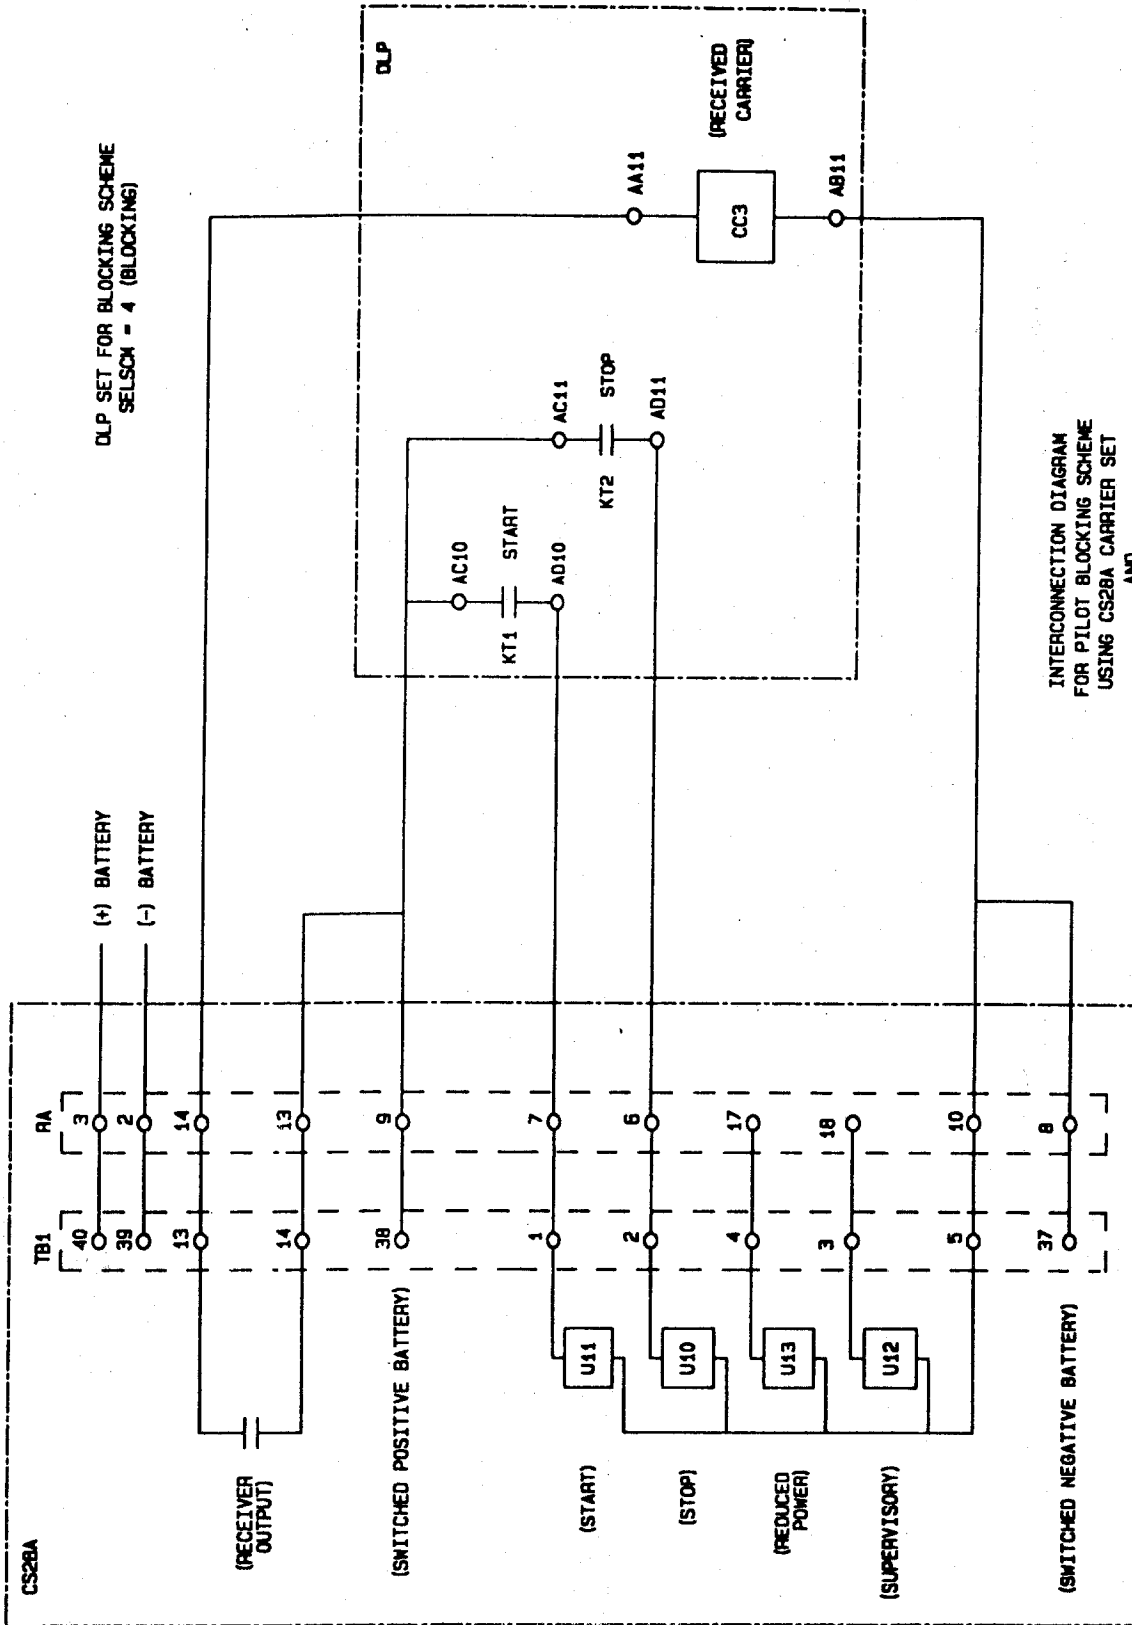 CS28A
TB1
RA
40
3
(+) BATTERY
39
2
(-) BATTERY
13
14
(RECEIVER
OUTPUT)
14
13
38
9
(SWITCHED POSITIVE BATTERY)
(START)
U11
1
7
(STOP)
U10
2
6
(REDUCED
POWER)
U13
4
17
(SUPERVISORY)
U12
3
18
5
10
(SWITCHED NEGATIVE BATTERY)
37
8
DLP SET FOR BLOCKING SCHEME
SELSCM = 4 (BLOCKING)
DLP
AC10
KT1
START
AD10
AC11
KT2
STOP
AD11
AA11
CC3
(RECEIVED
CARRIER)
AB11
INTERCONNECTION DIAGRAM
FOR PILOT BLOCKING SCHEME
USING CS28A CARRIER SET
AND